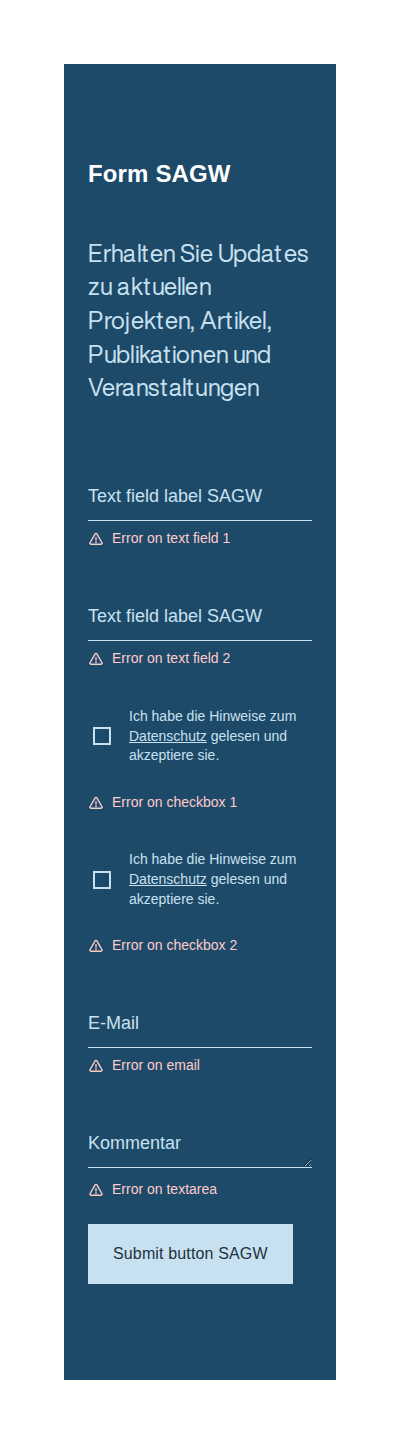 Form SAGW
Erhalten Sie Updates
zu aktuellen
Projekten, Artikel,
Publikationen und
Veranstaltungen
Text field label SAGW
Error on text field 1
Text field label SAGW
Error on text field 2
Ich habe die Hinweise zum
Datenschutz gelesen und
akzeptiere sie.
Error on checkbox 1
Ich habe die Hinweise zum
Datenschutz gelesen und
akzeptiere sie.
Error on checkbox 2
E-Mail
Error on email
Kommentar
Error on textarea
Submit button SAGW